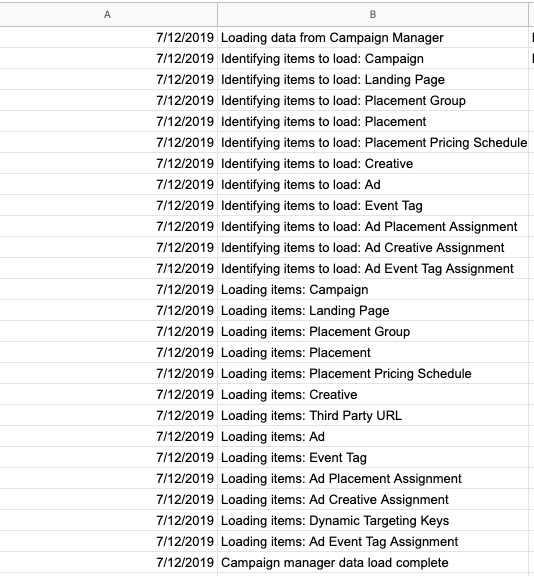 A B
7/12/2019 Loading data from Campaign Manager
7/12/2019 Identifying items to load: Campaign
7/12/2019 Identifying items to load: Landing Page
7/12/2019 Identifying items to load: Placement Group
7/12/2019 Identifying items to load: Placement
7/12/2019 Identifying items to load: Placement Pricing Schedule
7/12/2019 Identifying items to load: Creative
7/12/2019 Identifying items to load: Ad
7/12/2019 Identifying items to load: Event Tag
7/12/2019 Identifying items to load: Ad Placement Assignment
7/12/2019 Identifying items to load: Ad Creative Assignment
7/12/2019 Identifying items to load: Ad Event Tag Assignment
7/12/2019 Loading items: Campaign
7/12/2019 Loading items: Landing Page
7/12/2019 Loading items: Placement Group
7/12/2019 Loading items: Placement
7/12/2019 Loading items: Placement Pricing Schedule
7/12/2019 Loading items: Creative
7/12/2019 Loading items: Third Party URL
7/12/2019 Loading items: Ad
7/12/2019 Loading items: Event Tag
7/12/2019 Loading items: Ad Placement Assignment
7/12/2019 Loading items: Ad Creative Assignment
7/12/2019 Loading items: Dynamic Targeting Keys
7/12/2019 Loading items: Ad Event Tag Assignment
7/12/2019 Campaign manager data load complete